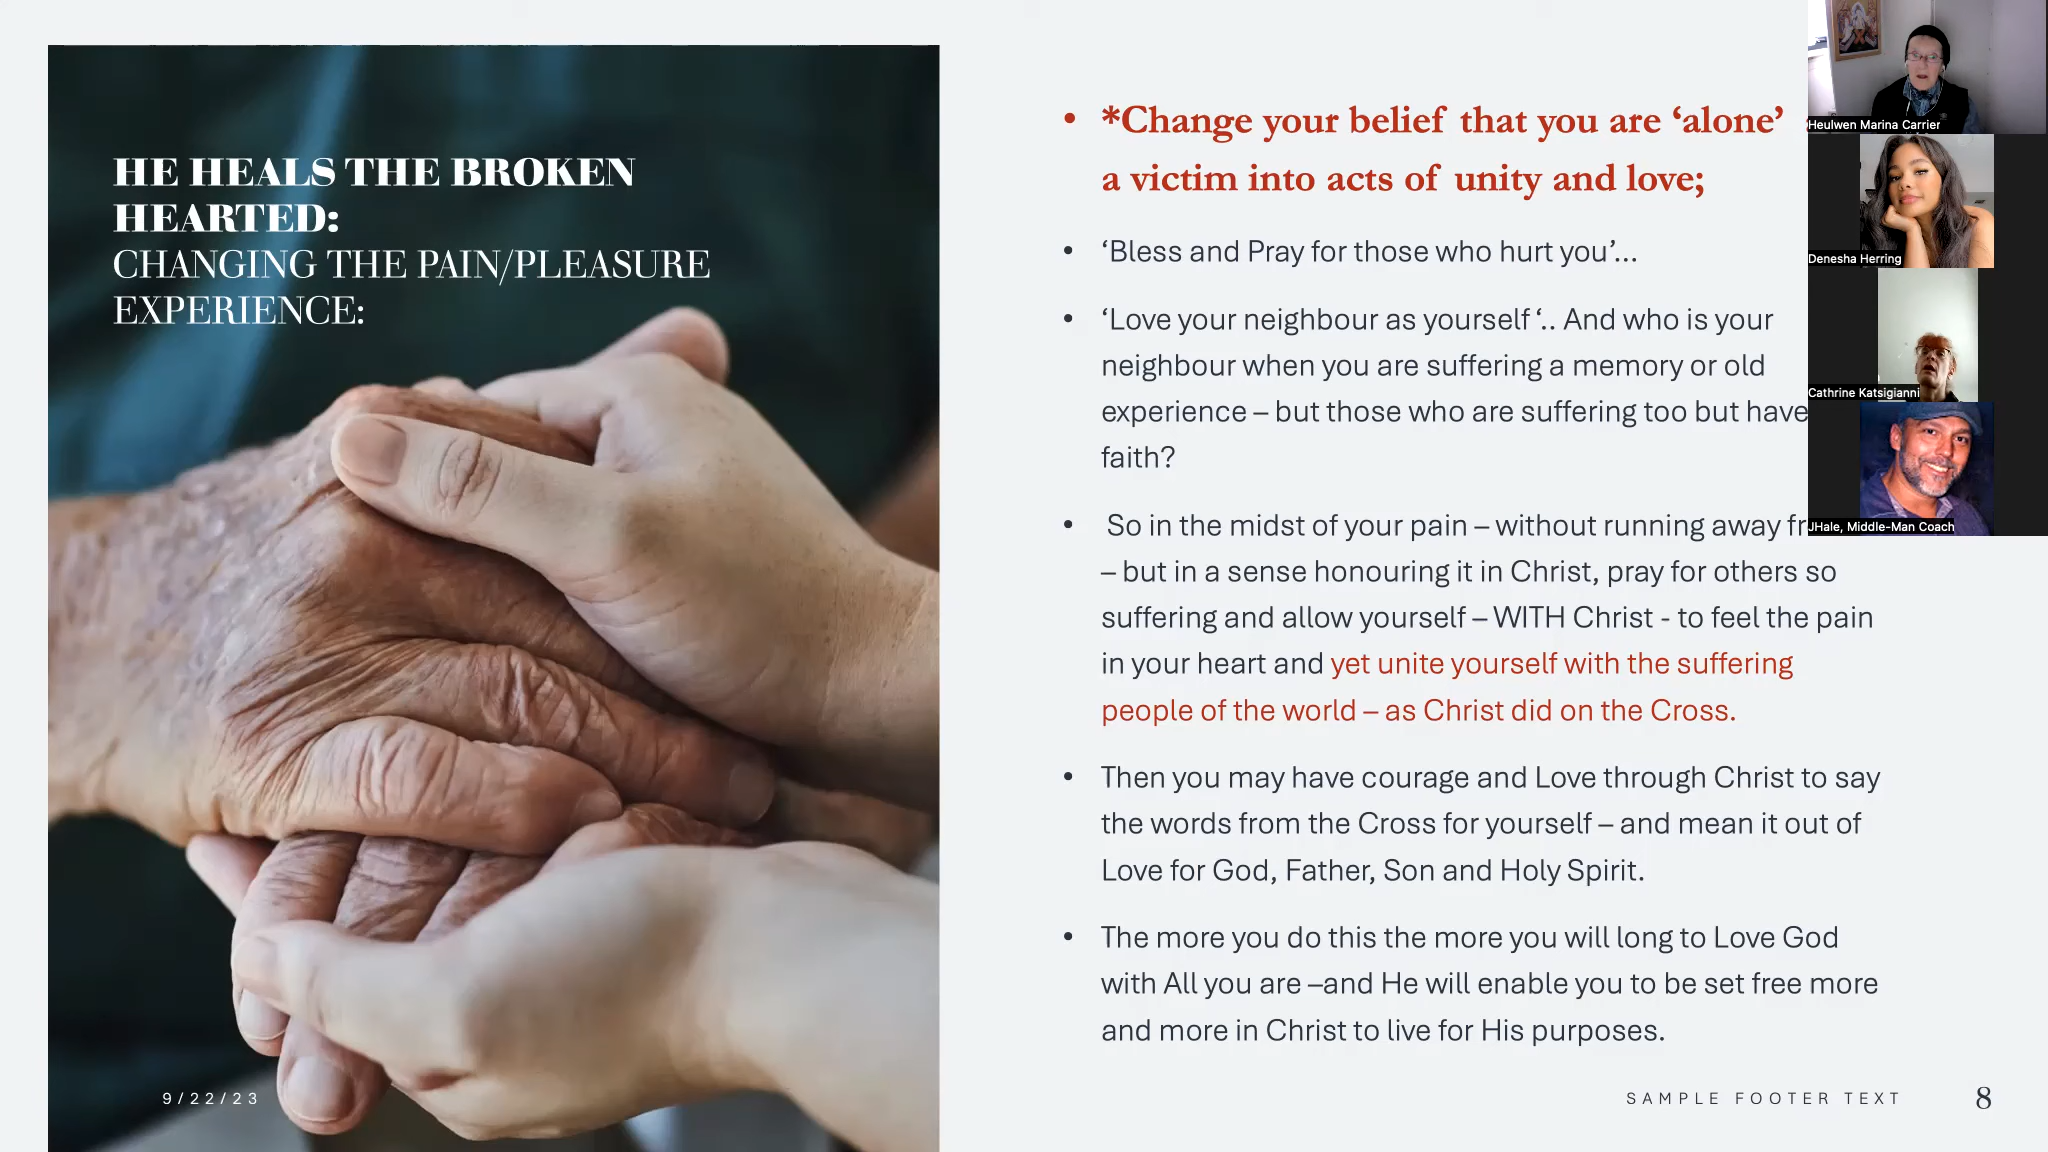 HE HEALS THE BROKEN
HEARTED:
CHANGING THE PAIN/PLEASURE
EXPERIENCE:
9/22/23
• *Change your belief that you are ‘alone’
a victim into acts of unity and love;
• ‘Bless and Pray for those who hurt you’...
• ‘Love your neighbour as yourself ‘.. And who is your
neighbour when you are suffering a memory or old
experience – but those who are suffering too but have
faith?
• So in the midst of your pain – without running away
– but in a sense honouring it in Christ, pray for others so
suffering and allow yourself – WITH Christ - to feel the pain
in your heart and yet unite yourself with the suffering
people of the world – as Christ did on the Cross.
• Then you may have courage and Love through Christ to say
the words from the Cross for yourself – and mean it out of
Love for God, Father, Son and Holy Spirit.
• The more you do this the more you will long to Love God
with All you are –and He will enable you to be set free more
and more in Christ to live for His purposes.
SAMPLE FOOTER TEXT
8
Heulwen Marina Carrier
Denesha Herring
Cathrine Katsigianni
JHale, Middle-Man Coach